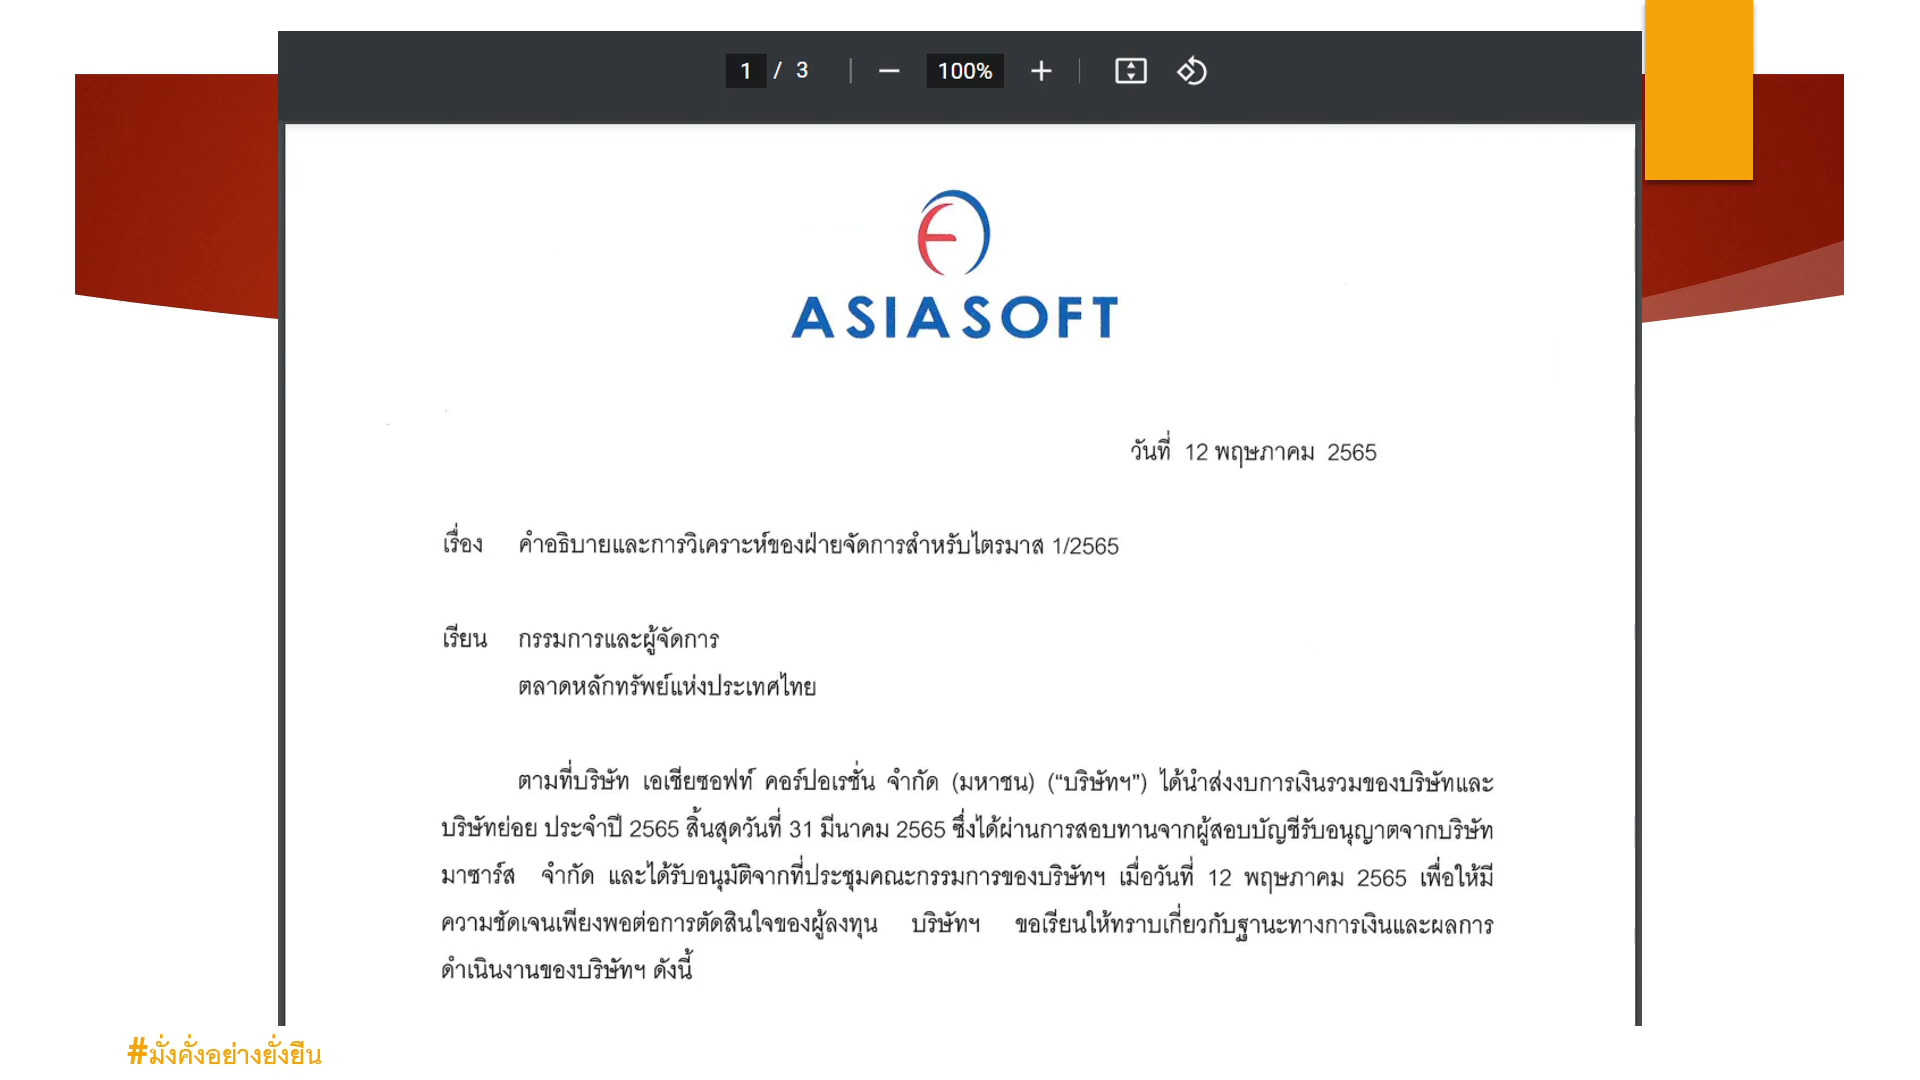 1 / 3 100%
ASIASOFT
วันที่ 12 พฤษภาคม 2565
เรื่อง คำอธิบายและการวิเคราะห์ของฝ่ายจัดการสำหรับไตรมาส 1/2565
เรียน กรรมการและผู้จัดการ
ตลาดหลักทรัพย์แห่งประเทศไทย
ตามที่บริษัท เอเชียซอฟท์ คอร์ปอเรชั่น จำกัด (มหาชน) (“บริษัทฯ”) ได้นำส่งงบการเงินรวมของบริษัทและ
บริษัทย่อย ประจำปี 2565 สิ้นสุดวันที่ 31 มีนาคม 2565 ซึ่งได้ผ่านการสอบทานจากผู้สอบบัญชีรับอนุญาตจากบริษัท
มาซาร์ส จำกัด และได้รับอนุมัติจากที่ประชุมคณะกรรมการของบริษัทฯ เมื่อวันที่ 12 พฤษภาคม 2565 เพื่อให้มี
ความชัดเจนเพียงพอต่อการตัดสินใจของผู้ลงทุน บริษัทฯ ขอเรียนให้ทราบเกี่ยวกับฐานะทางการเงินและผลการ
ดำเนินงานของบริษัทฯ ดังนี้
#มั่งคั่งอย่างยั่งยืน